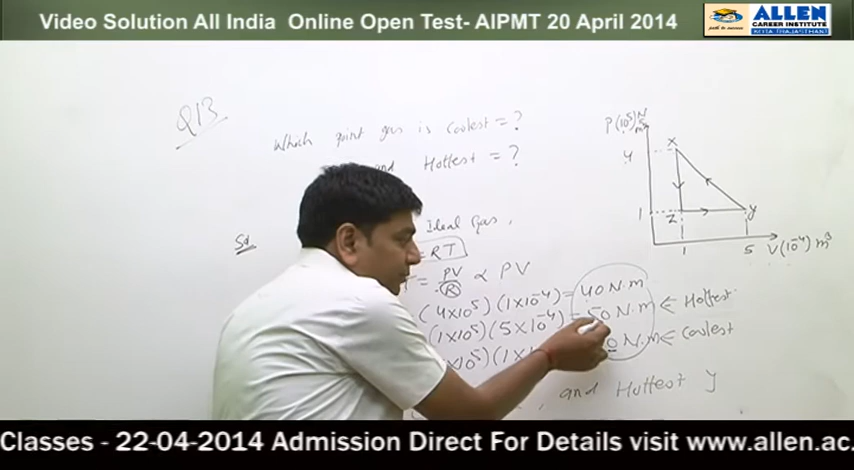 Video Solution All India Online Open Test- AIPMT 20 April 2014
ALLEN
CAREER INSTITUTE
KOTA (RAJASTHAN)
Q13
Which point gas is Coolest = ?
and Hottest = ?
P(10⁵) N/m²
4
X
1
Z
Y
1
5
V(10⁻⁴) m³
Sol
Ideal Gas,
= RT
= PV/R ∝ PV
(4×10⁵)(1×10⁻⁴) = 40 N.m
(1×10⁵)(5×10⁻⁴) = 50 N.m ← Hottest
×10⁵)(1× 0 N.m ← Coolest
, and Hottest y
Classes - 22-04-2014 Admission Direct For Details visit www.allen.ac.